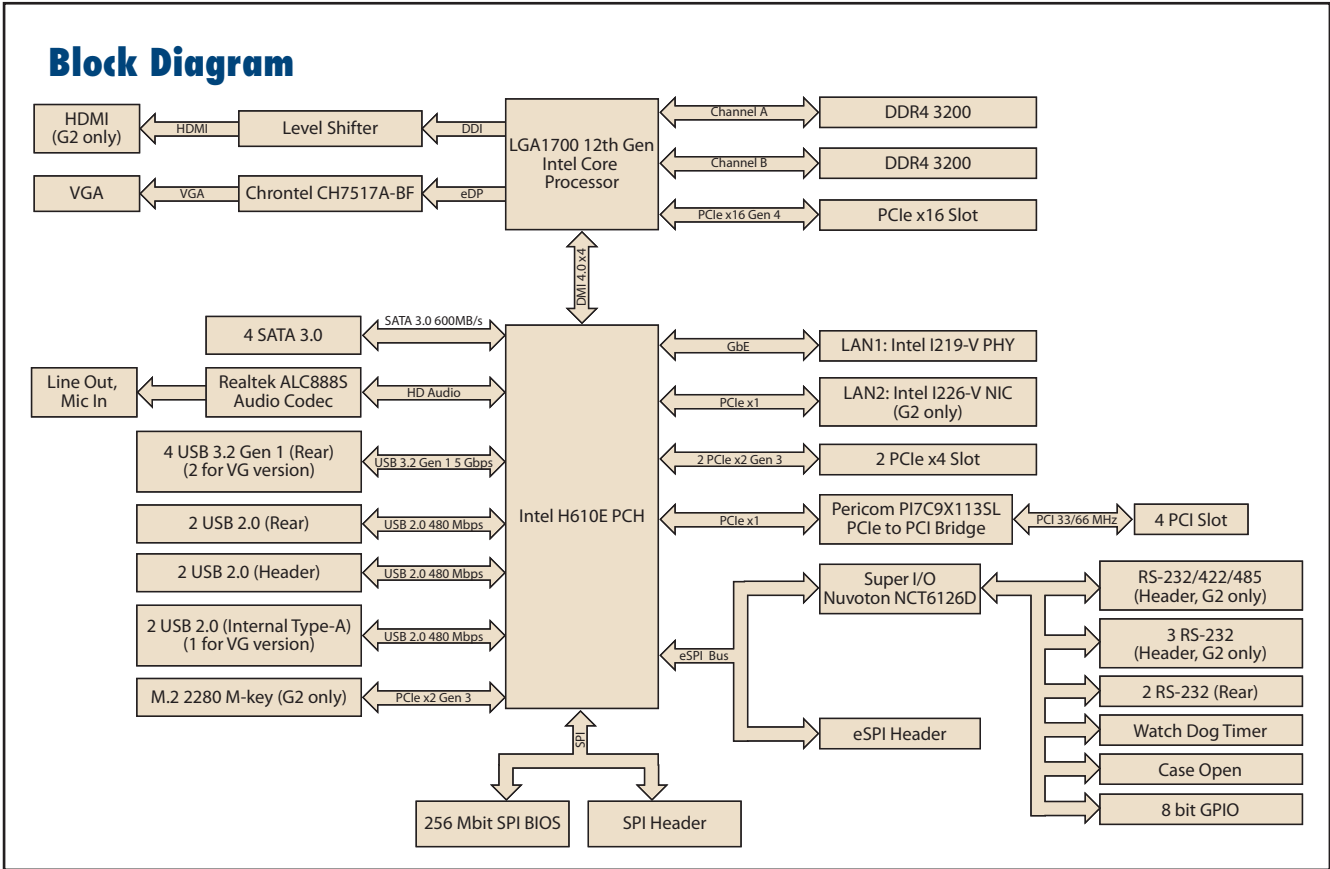 Block Diagram
HDMI
(G2 only)
HDMI
Level Shifter
DDI
VGA
VGA
Chrontel CH7517A-BF
eDP
LGA1700 12th Gen
Intel Core
Processor
Channel A
DDR4 3200
Channel B
DDR4 3200
PCIe x16 Gen 4
PCIe x16 Slot
DMI 4.0 x4
4 SATA 3.0
SATA 3.0 600MB/s
Line Out,
Mic In
Realtek ALC888S
Audio Codec
HD Audio
4 USB 3.2 Gen 1 (Rear)
(2 for VG version)
USB 3.2 Gen 1 5 Gbps
2 USB 2.0 (Rear)
USB 2.0 480 Mbps
2 USB 2.0 (Header)
USB 2.0 480 Mbps
2 USB 2.0 (Internal Type-A)
(1 for VG version)
USB 2.0 480 Mbps
M.2 2280 M-key (G2 only)
PCIe x2 Gen 3
Intel H610E PCH
GbE
LAN1: Intel I219-V PHY
PCIe x1
LAN2: Intel I226-V NIC
(G2 only)
2 PCIe x2 Gen 3
2 PCIe x4 Slot
PCIe x1
Pericom PI7C9X113SL
PCIe to PCI Bridge
PCI 33/66 MHz
4 PCI Slot
eSPI Bus
Super I/O
Nuvoton NCT6126D
eSPI Header
RS-232/422/485
(Header, G2 only)
3 RS-232
(Header, G2 only)
2 RS-232 (Rear)
Watch Dog Timer
Case Open
8 bit GPIO
SPI
256 Mbit SPI BIOS
SPI Header